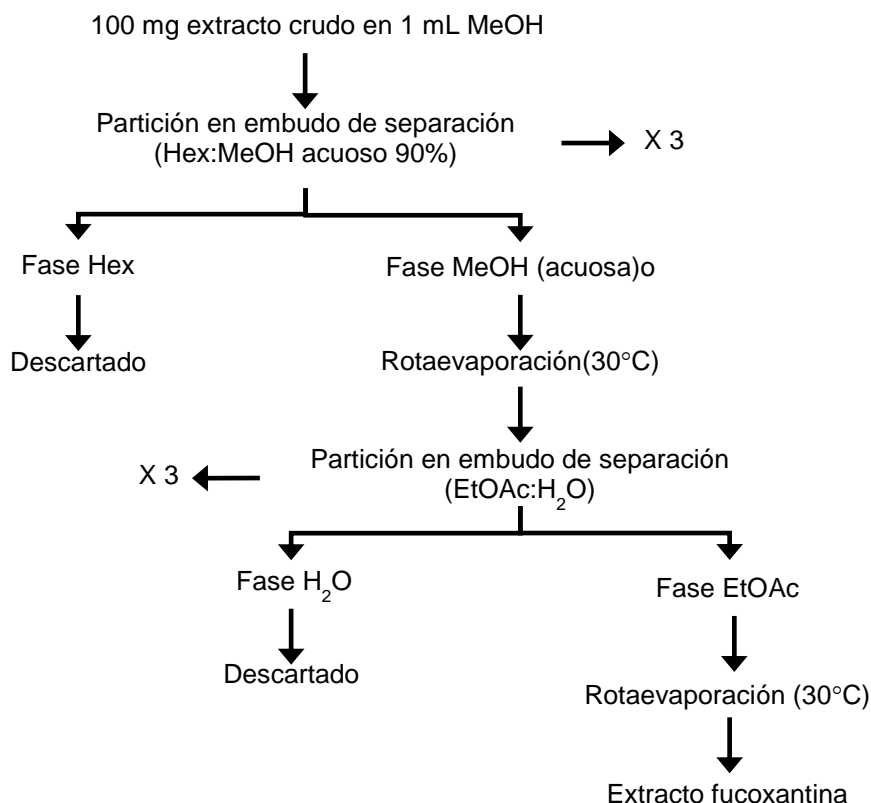 100 mg extracto crudo en 1 mL MeOH
Partición en embudo de separación
(Hex:MeOH acuoso 90%)
X 3
Fase Hex
Fase MeOH (acuosa)o
Descartado
Rotaevaporación(30°C)
Partición en embudo de separación
(EtOAc:H₂O)
X 3
Fase H₂O
Fase EtOAc
Descartado
Rotaevaporación (30°C)
Extracto fucoxantina